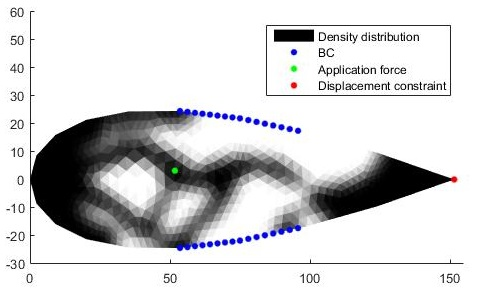 60
50
40
30
20
10
0
-10
-20
-30
0 50 100 150
Density distribution
BC
Application force
Displacement constraint